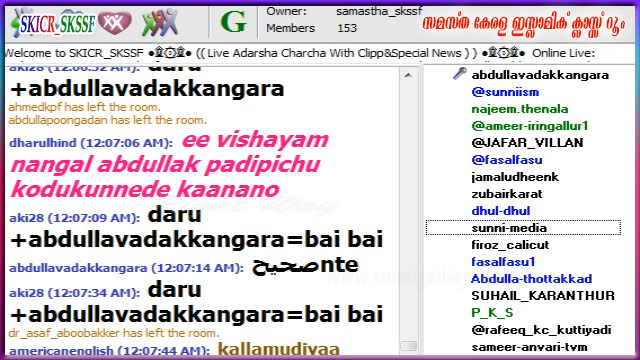 SKICR SKSSF
G
Owner: samastha_skssf
Members 153
സമസ്ത കേരള ഇസ്ലാമിക് ക്ലാസ്സ് റൂം
Welcome to SKICR_SKSSF ●۩۞۩● (( Live Adarsha Charcha With Clipp&Special News ) ) ●۩۞۩● Online Live:
aki28 (12:06:52 AM): daru
+abdullavadakkangara
ahmedkpf has left the room.
abdullapoongadan has left the room.
dharulhind (12:07:06 AM): ee vishayam
nangal abdullak padipichu
kodukunnede kaanano
aki28 (12:07:09 AM): daru
+abdullavadakkangara=bai bai
abdullavadakkangara (12:07:14 AM): صحيحnte
aki28 (12:07:34 AM): daru
+abdullavadakkangara=bai bai
dr_asaf_aboobakker has left the room.
americanenglish (12:07:44 AM): kallamudiyaa
abdullavadakkangara
@sunniism
najeem.thenala
@ameer-iringallur1
@JAFAR_VILLAN
@fasalfasu
jamaludheenk
zubairkarat
dhul-dhul
sunni-media
firoz_calicut
fasalfasu1
Abdulla-thottakkad
SUHAIL_KARANTHUR
P_K_S
@rafeeq_kc_kuttiyadi
sameer-anvari-tvm